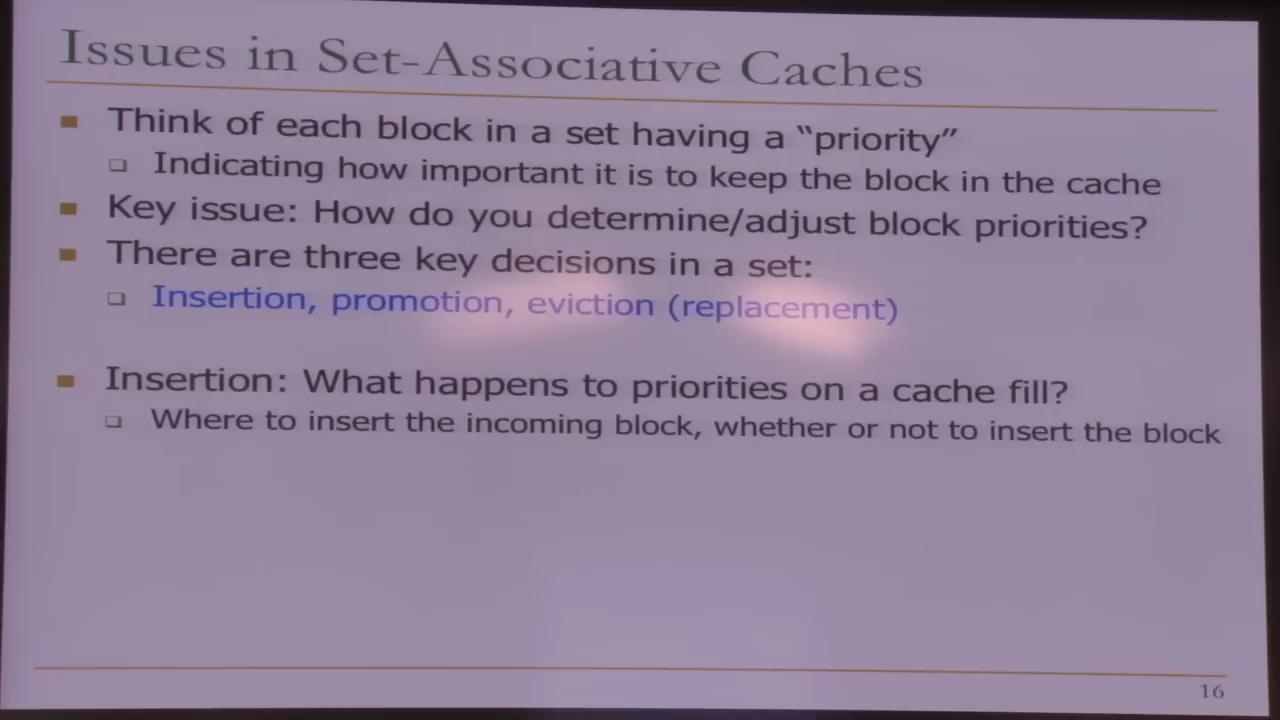 Issues in Set-Associative Caches
Think of each block in a set having a “priority”
Indicating how important it is to keep the block in the cache
Key issue: How do you determine/adjust block priorities?
There are three key decisions in a set:
Insertion, promotion, eviction (replacement)
Insertion: What happens to priorities on a cache fill?
Where to insert the incoming block, whether or not to insert the block
16